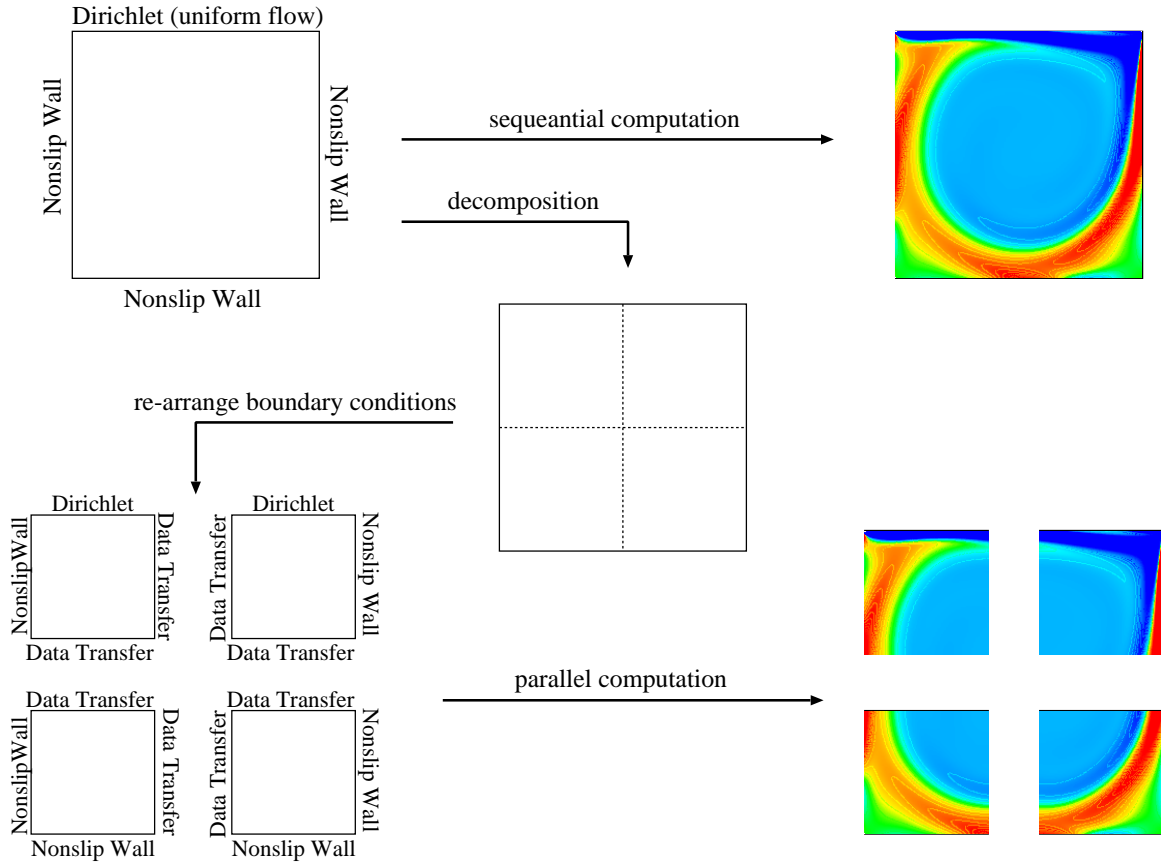 Dirichlet (uniform flow)
Nonslip Wall
Nonslip Wall
Nonslip Wall
sequeantial computation
decomposition
re-arrange boundary conditions
Dirichlet
NonslipWall
Data Transfer
Data Transfer
Dirichlet
Data Transfer
Nonslip Wall
Data Transfer
Data Transfer
NonslipWall
Data Transfer
Nonslip Wall
Data Transfer
Data Transfer
Nonslip Wall
Nonslip Wall
parallel computation